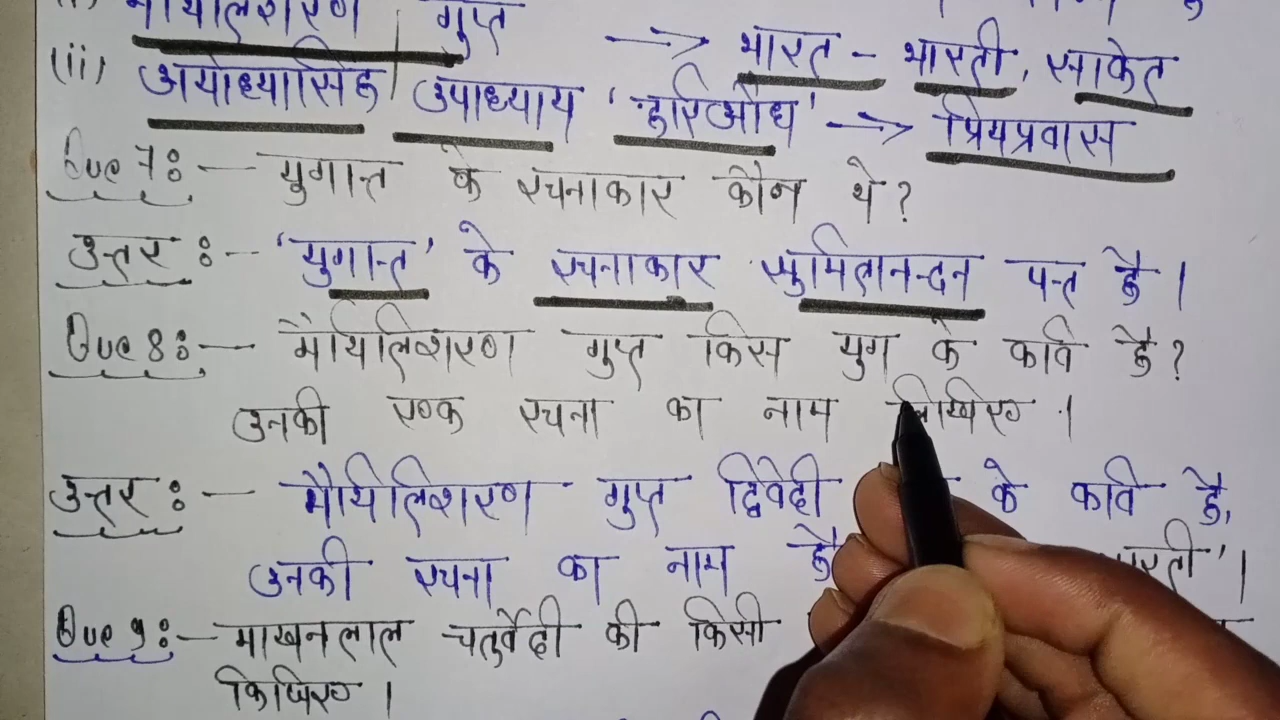 मैथिलिशरण गुप्त → भारत - भारती, साकेत
(ii) अयोध्यासिंह उपाध्याय 'हरिऔध' → प्रियप्रवास
Que 7: — युगान्त के रचनाकार कौन थे?
उत्तर :- 'युगान्त' के रचनाकार सुमित्रानन्दन पन्त है।
Que 8: — मैथिलिशरण गुप्त किस युग के कवि है?
उनकी एक रचना का नाम लिखिए।
उत्तर : — मैथिलिशरण गुप्त द्विवेदी के कवि है,
उनकी रचना का नाम है
Que 9: — माखनलाल चतुर्वेदी की किसी
किजिए।